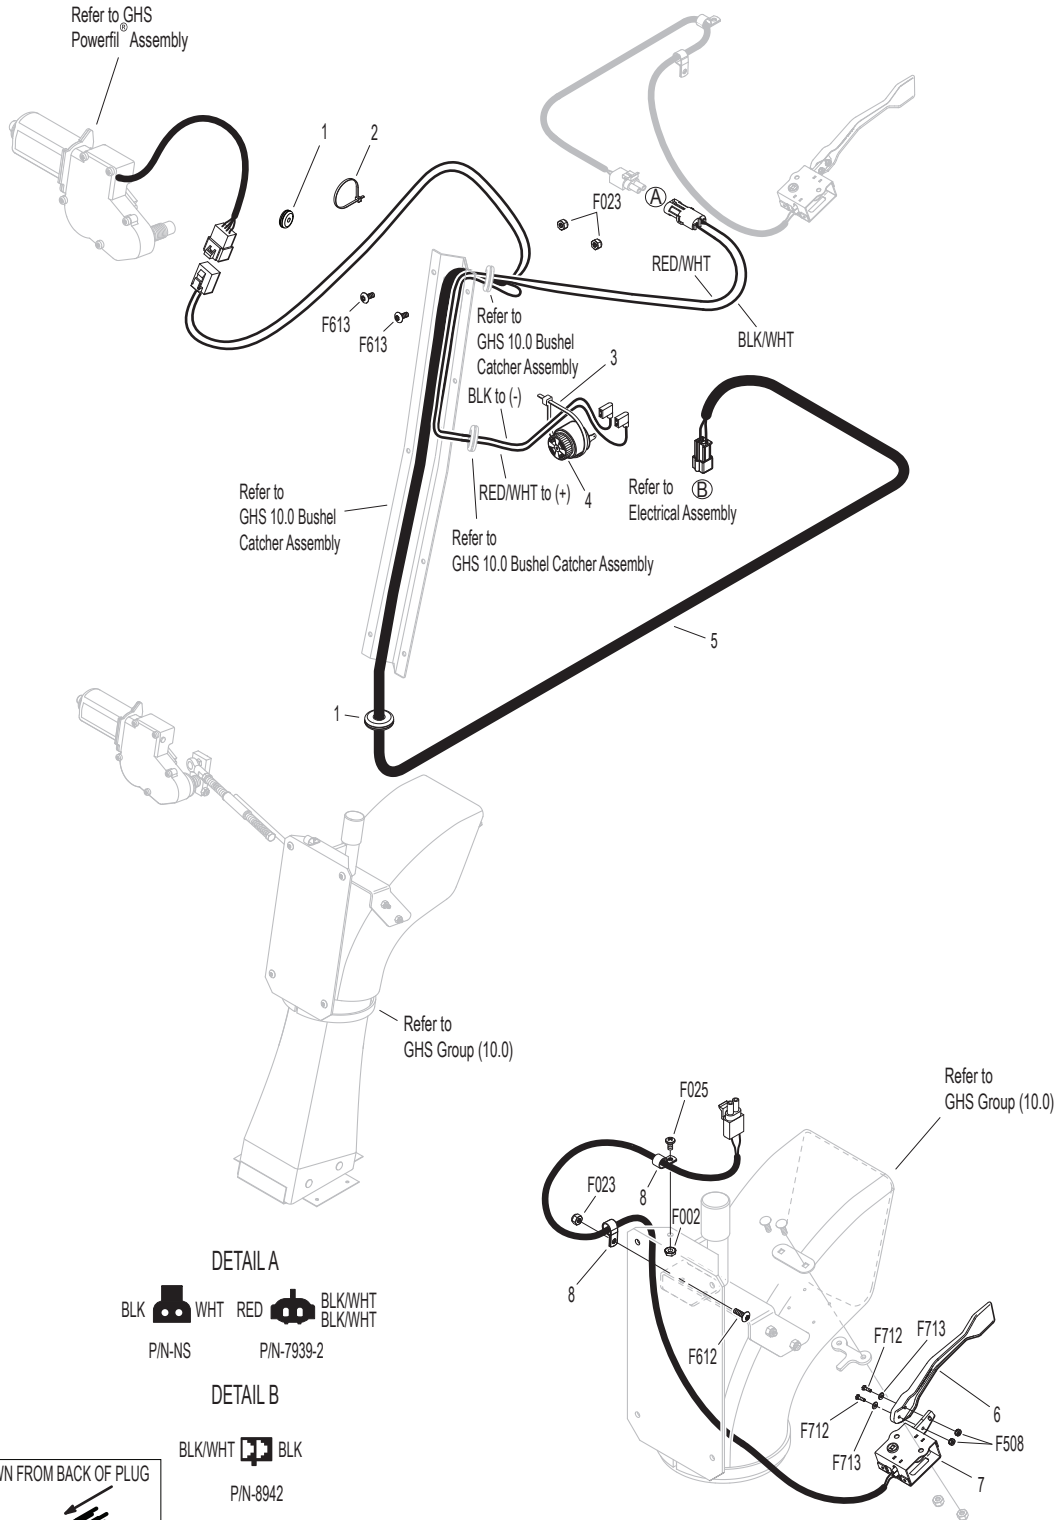 Refer to GHS
Powerfil® Assembly
1
2
A
F023
RED/WHT
F613
F613
Refer to
GHS 10.0 Bushel
Catcher Assembly
BLK/WHT
3
BLK to (-)
RED/WHT to (+)
4
Refer to B
Electrical Assembly
Refer to
GHS 10.0 Bushel
Catcher Assembly
Refer to
GHS 10.0 Bushel Catcher Assembly
5
1
Refer to
GHS Group (10.0)
Refer to
GHS Group (10.0)
F025
8
F023
F002
8
F612
F712
F713
6
F712
F713
F508
7
DETAIL A
BLK WHT RED BLK/WHT
BLK/WHT
P/N-NS P/N-7939-2
DETAIL B
BLK/WHT BLK
P/N-8942
FROM BACK OF PLUG